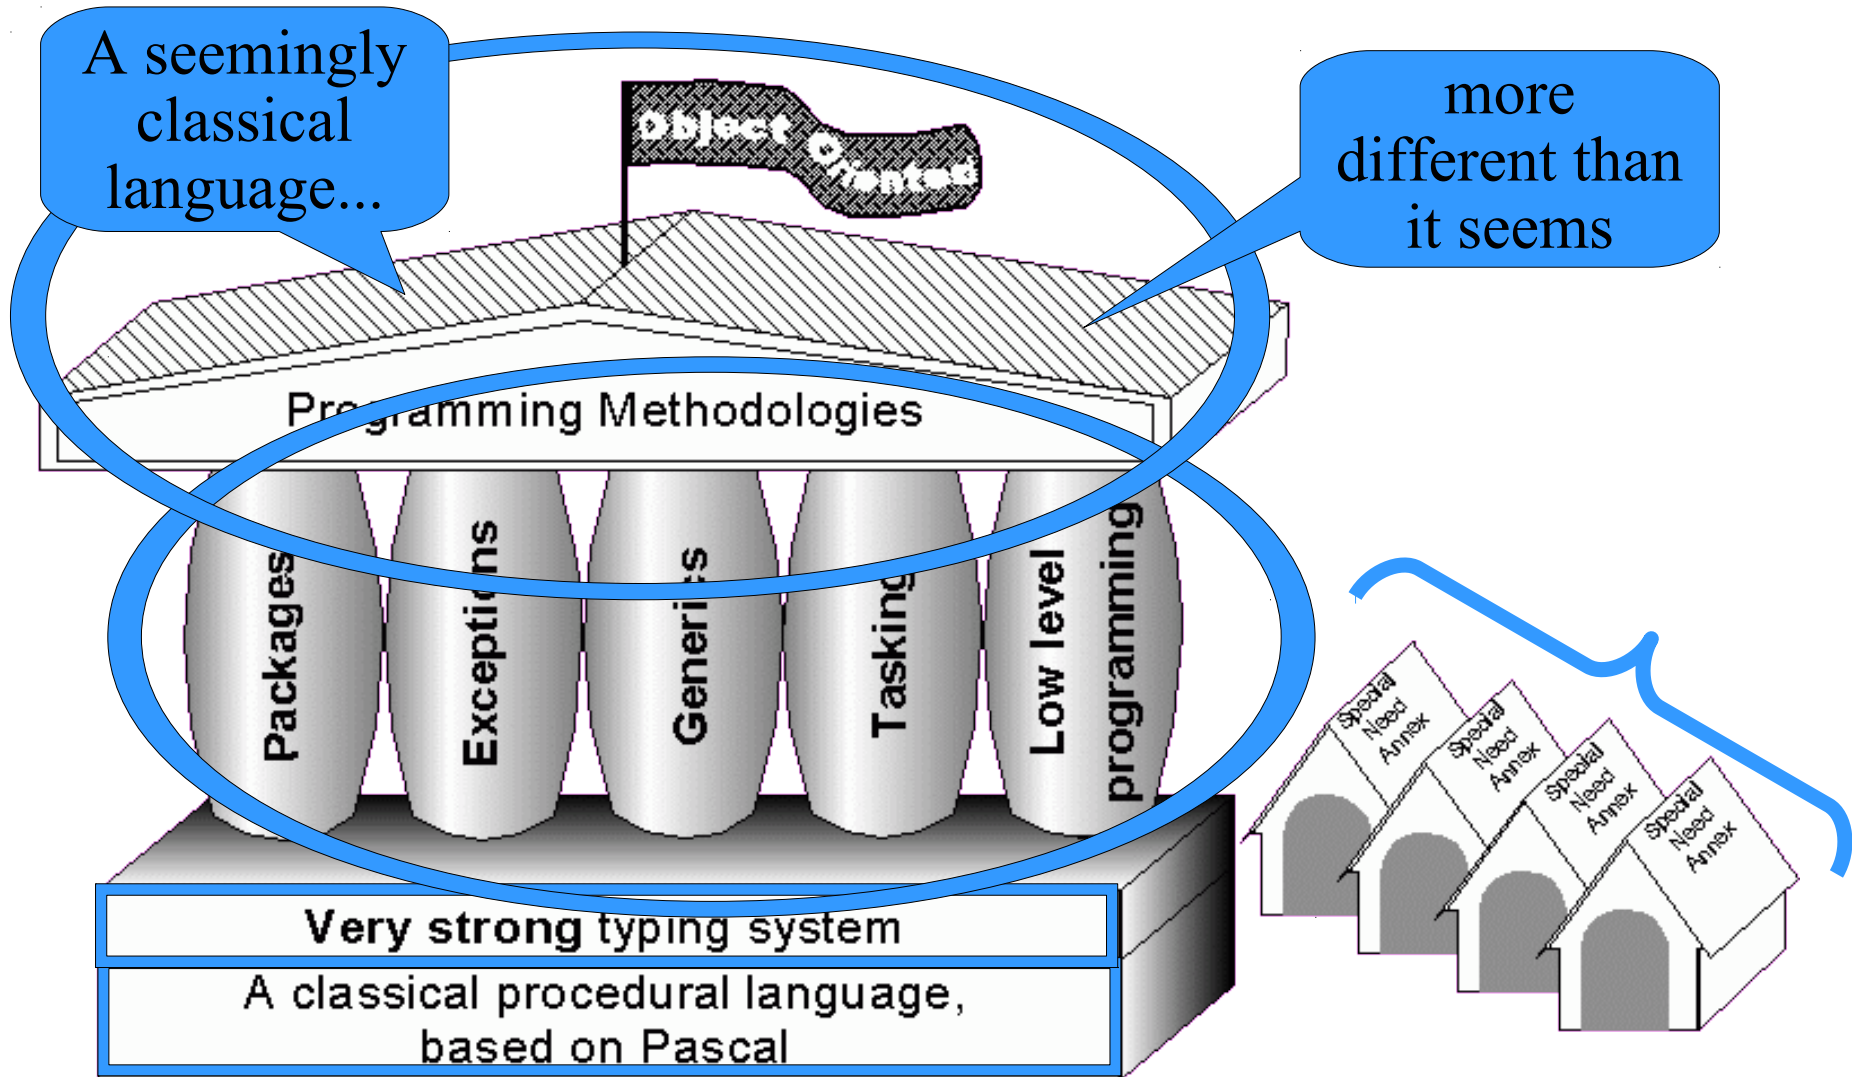 A seemingly
classical
language...
more
different than
it seems
Object Oriented
Programming Methodologies
Packages
Exceptions
Generics
Tasking
Low level
programming
Special
Need
Annex
Special
Need
Annex
Special
Need
Annex
Special
Need
Annex
Very strong typing system
A classical procedural language,
based on Pascal